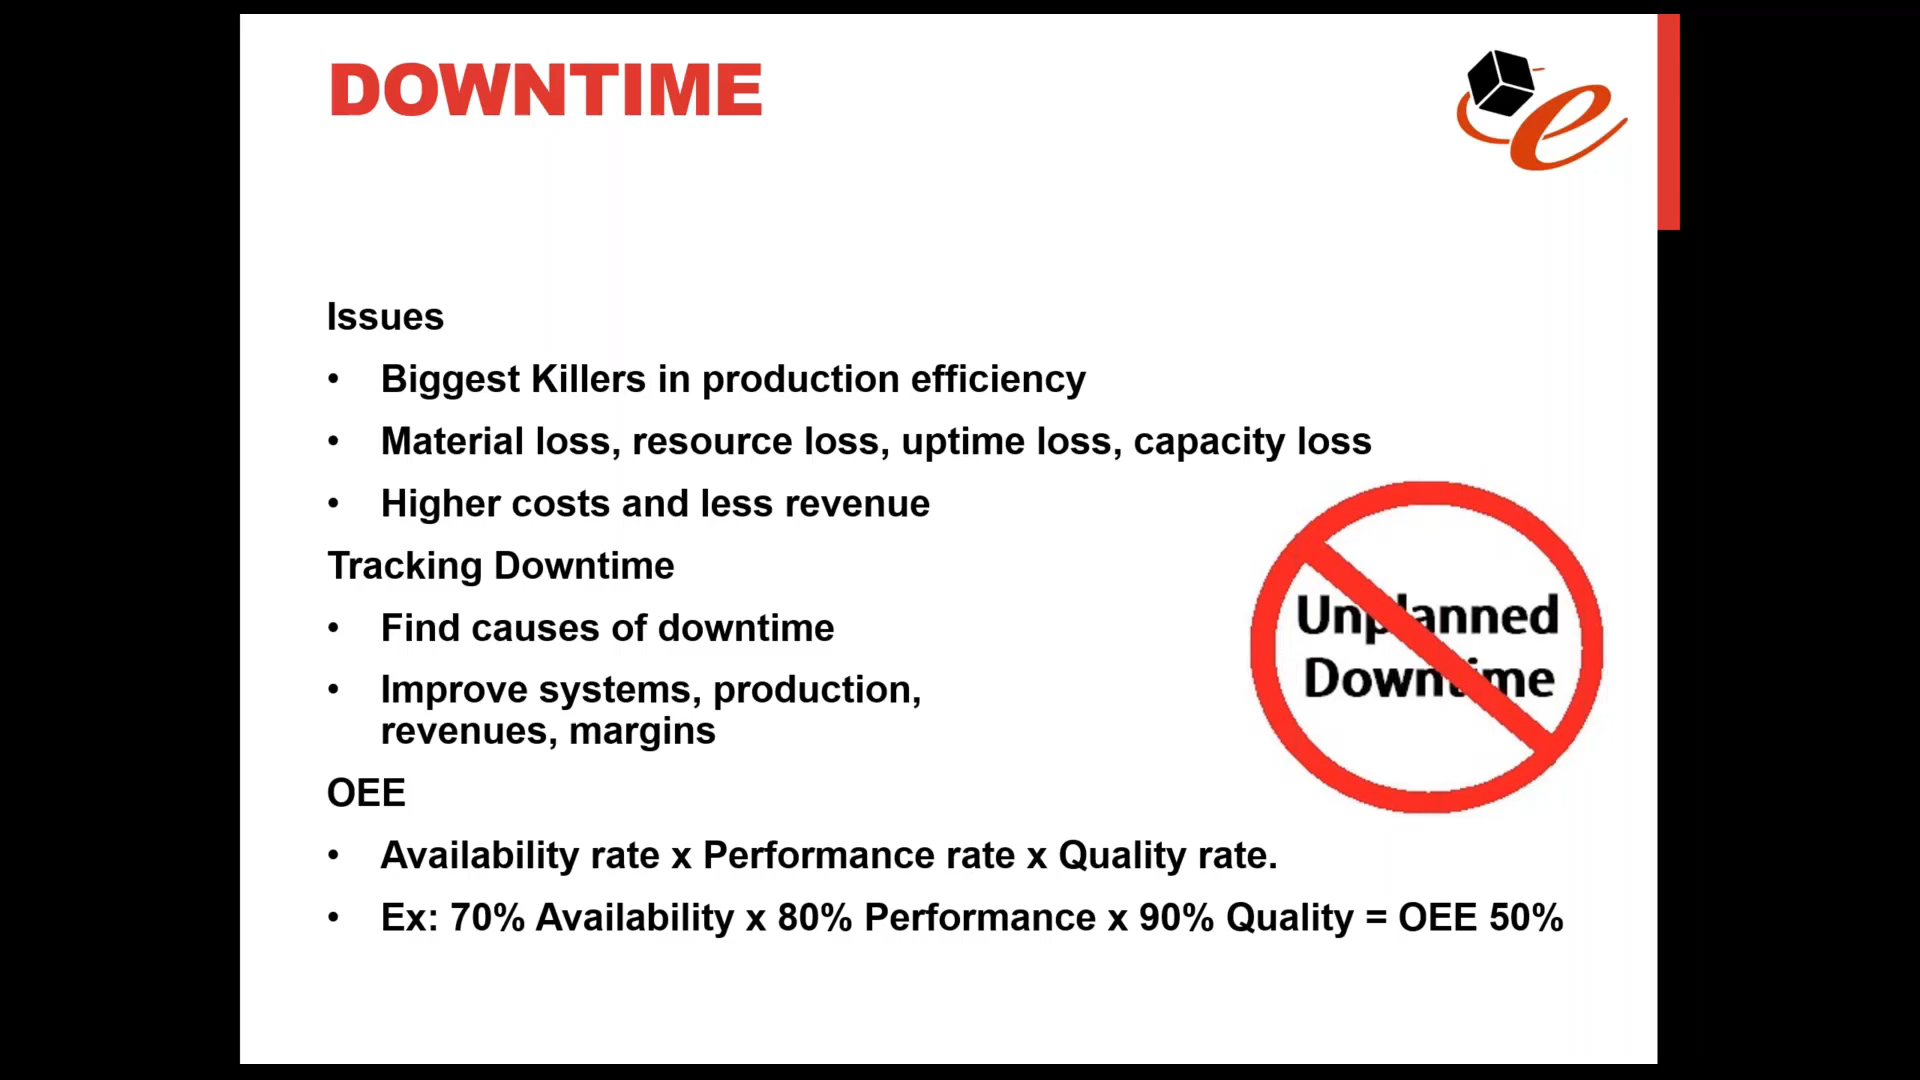 DOWNTIME
e
Issues
• Biggest Killers in production efficiency
• Material loss, resource loss, uptime loss, capacity loss
• Higher costs and less revenue
Tracking Downtime
• Find causes of downtime
• Improve systems, production,
revenues, margins
Unplanned
Downtime
OEE
• Availability rate x Performance rate x Quality rate.
• Ex: 70% Availability x 80% Performance x 90% Quality = OEE 50%